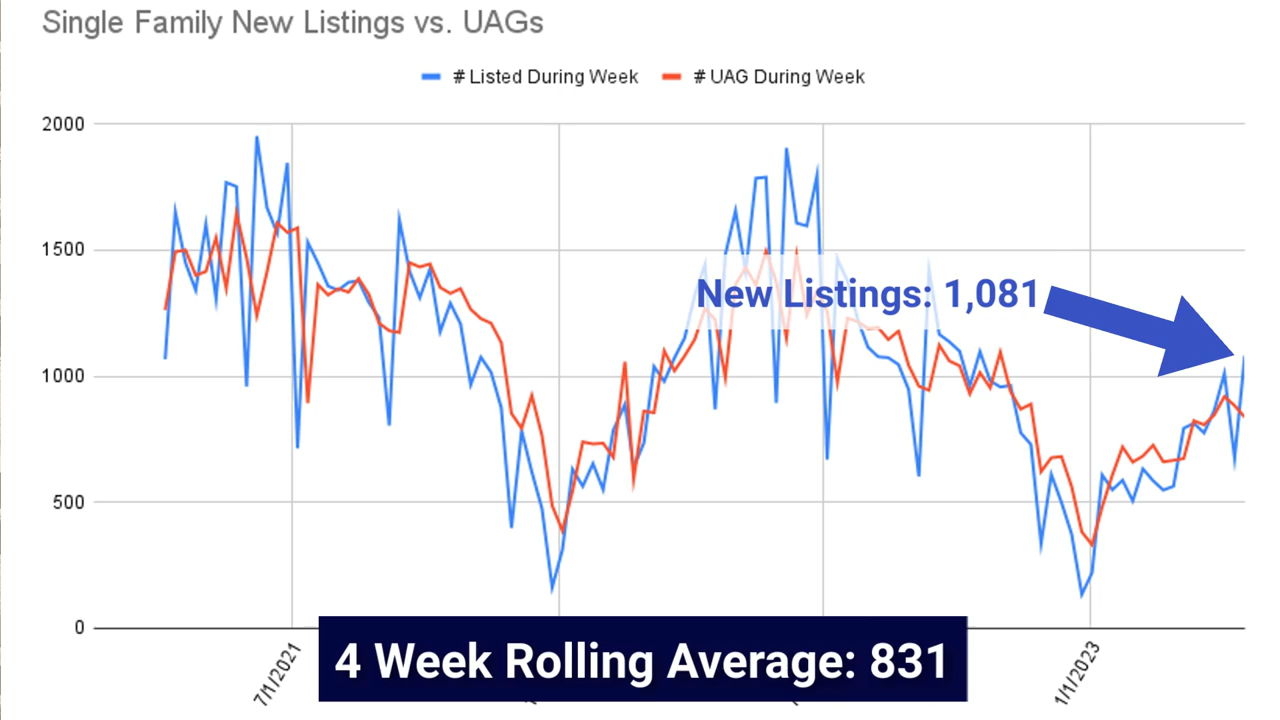 Single Family New Listings vs. UAGs
# Listed During Week
# UAG During Week
2000
1500
New Listings: 1,081
1000
500
0
7/1/2021
1/1/2023
4 Week Rolling Average: 831